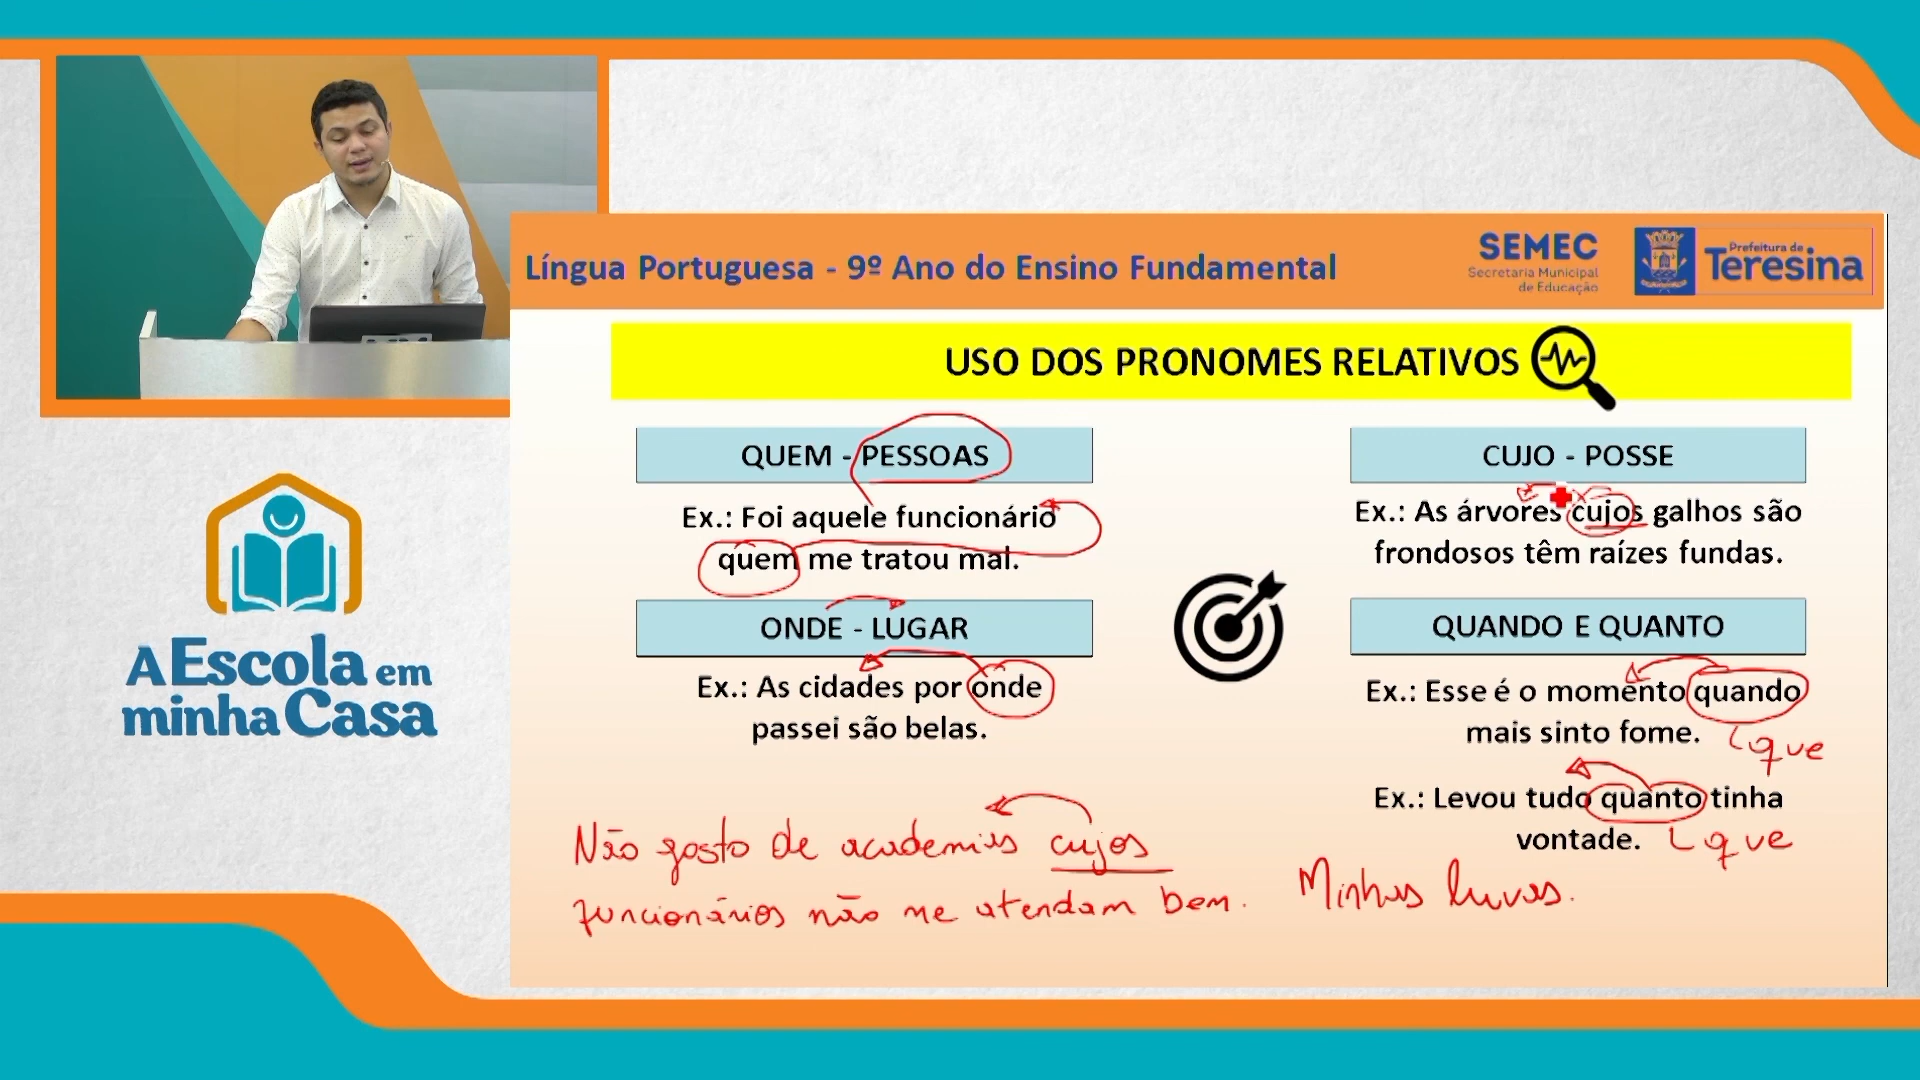 Língua Portuguesa - 9º Ano do Ensino Fundamental
SEMEC
Secretaria Municipal
de Educação
Prefeitura de
Teresina
USO DOS PRONOMES RELATIVOS
QUEM - PESSOAS
Ex.: Foi aquele funcionário
quem me tratou mal.
ONDE - LUGAR
Ex.: As cidades por onde
passei são belas.
CUJO - POSSE
Ex.: As árvores cujos galhos são
frondosos têm raízes fundas.
QUANDO E QUANTO
Ex.: Esse é o momento quando
mais sinto fome.
que
Ex.: Levou tudo quanto tinha
vontade.
que
Não gosto de academias cujos
funcionários não me atendam bem.
Minhas luvas.
A Escola em
minha Casa